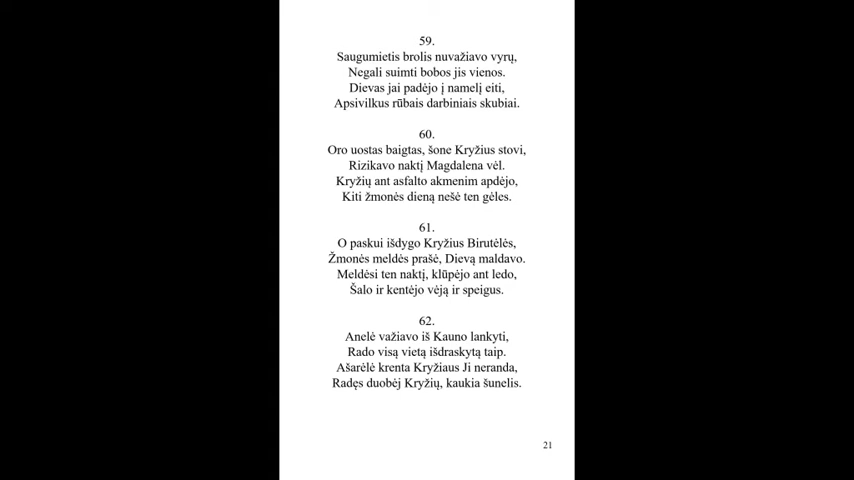 59.
Saugumietis brolis nuvažiavo vyrų,
Negali suimti bobos jis vienos.
Dievas jai padėjo į namelį eiti,
Apsivilkus rūbais darbiniais skubiai.
60.
Oro uostas baigtas, šone Kryžius stovi,
Rizikavo naktį Magdalena vėl.
Kryžių ant asfalto akmenim apdėjo,
Kiti žmonės dieną nešė ten gėles.
61.
O paskui išdygo Kryžius Birutėlės,
Žmonės meldės prašė, Dievą maldavo.
Meldėsi ten naktį, klūpėjo ant ledo,
Šalo ir kentėjo vėją ir speigus.
62.
Anelė važiavo iš Kauno lankyti,
Rado visą vietą išdraskytą taip.
Ašarėlė krenta Kryžiaus Ji neranda,
Radęs duobėj Kryžių, kaukia šunelis.
21